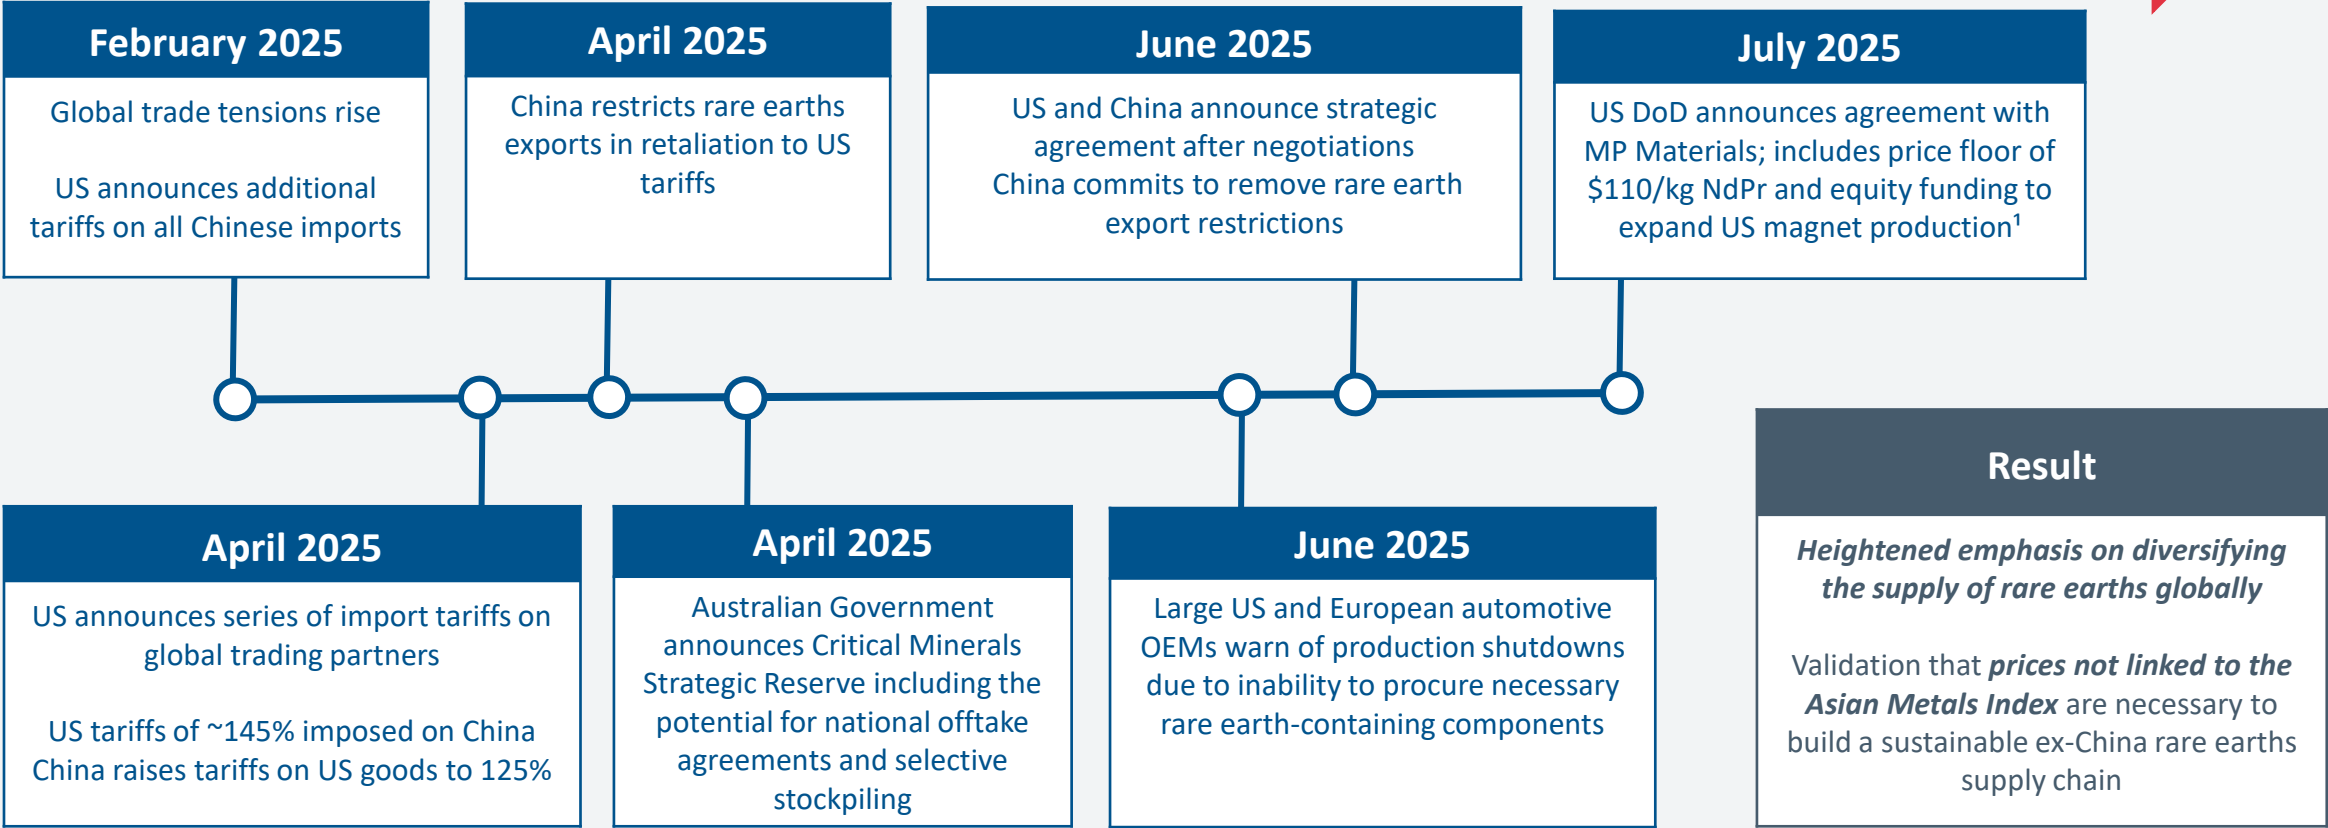 February 2025
Global trade tensions rise
US announces additional
tariffs on all Chinese imports
April 2025
China restricts rare earths
exports in retaliation to US
tariffs
June 2025
US and China announce strategic
agreement after negotiations
China commits to remove rare earth
export restrictions
July 2025
US DoD announces agreement with
MP Materials; includes price floor of
$110/kg NdPr and equity funding to
expand US magnet production¹
April 2025
US announces series of import tariffs on
global trading partners
US tariffs of ~145% imposed on China
China raises tariffs on US goods to 125%
April 2025
Australian Government
announces Critical Minerals
Strategic Reserve including the
potential for national offtake
agreements and selective
stockpiling
June 2025
Large US and European automotive
OEMs warn of production shutdowns
due to inability to procure necessary
rare earth-containing components
Result
Heightened emphasis on diversifying
the supply of rare earths globally
Validation that prices not linked to the
Asian Metals Index are necessary to
build a sustainable ex-China rare earths
supply chain